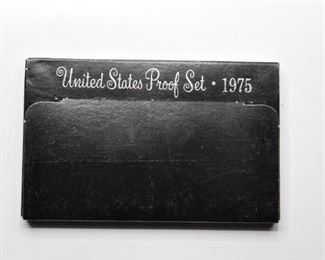 United States Proof Set • 1975